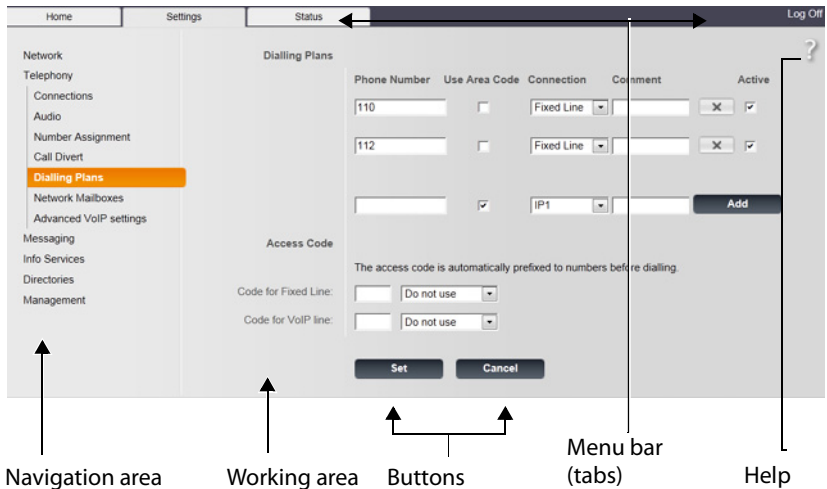 Home Settings Status Log Off
?
Network
Telephony
Connections
Audio
Number Assignment
Call Divert
Dialling Plans
Network Mailboxes
Advanced VoIP settings
Messaging
Info Services
Directories
Management
Dialling Plans
Phone Number Use Area Code Connection Comment Active
110 Fixed Line
112 Fixed Line
IP1 Add
Access Code
The access code is automatically prefixed to numbers before dialling.
Code for Fixed Line: Do not use
Code for VoIP line: Do not use
Set Cancel
Navigation area
Working area
Buttons
Menu bar
(tabs)
Help